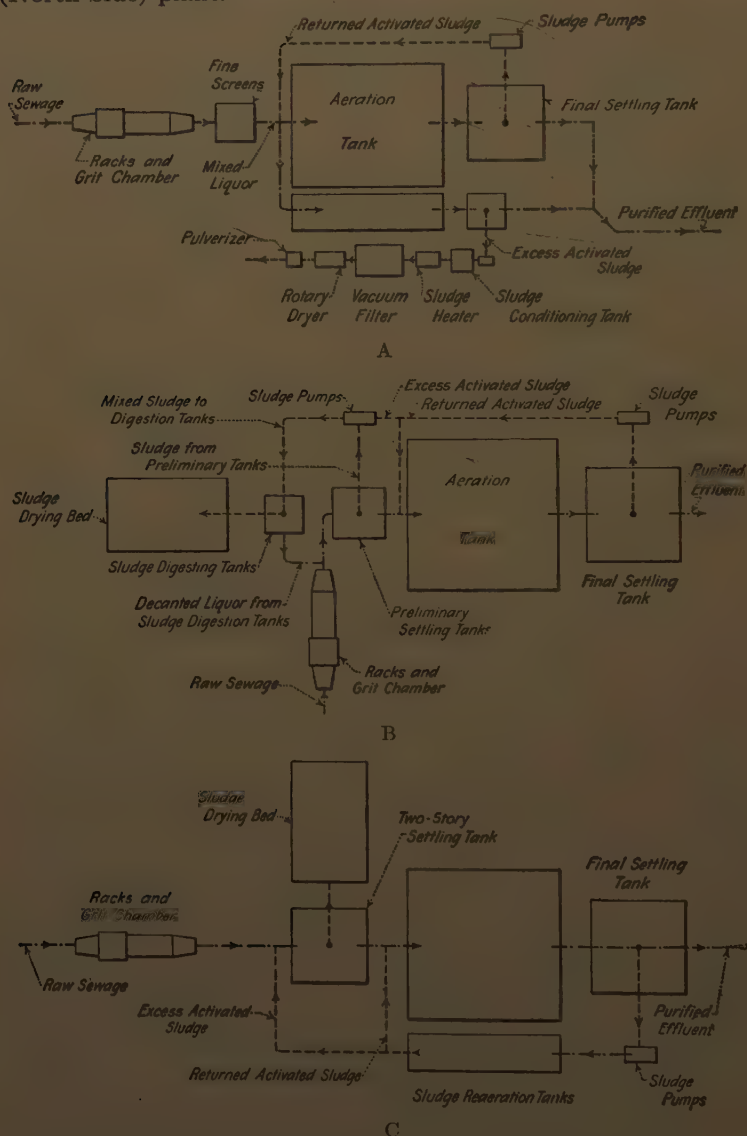 (North side) plant.
Returned Activated Sludge
Sludge Pumps
Fine
Screens
Raw
Sewage
Aeration
Tank
Final Settling Tank
Racks and
Grit Chamber
Mixed
Liquor
Purified Effluent
Pulverizer
Excess Activated
Sludge
Rotary
Dryer
Vacuum
Filter
Sludge
Heater
Sludge
Conditioning Tank
A
Mixed Sludge to
Digestion Tanks
Sludge Pumps
Excess Activated Sludge
Returned Activated Sludge
Sludge
Pumps
Sludge from
Preliminary Tanks
Aeration
Tank
Purified
Effluent
Sludge
Drying Bed
Sludge Digesting Tanks
Final Settling
Tank
Decanted Liquor from
Sludge Digestion Tanks
Preliminary
Settling Tanks
Racks and
Grit Chamber
Raw Sewage
B
Sludge
Drying Bed
Two-Story
Settling Tank
Final Settling
Tank
Racks and
Grit Chamber
Raw Sewage
Excess Activated
Sludge
Purified
Effluent
Returned Activated Sludge
Sludge Reaeration Tanks
Sludge
Pumps
C